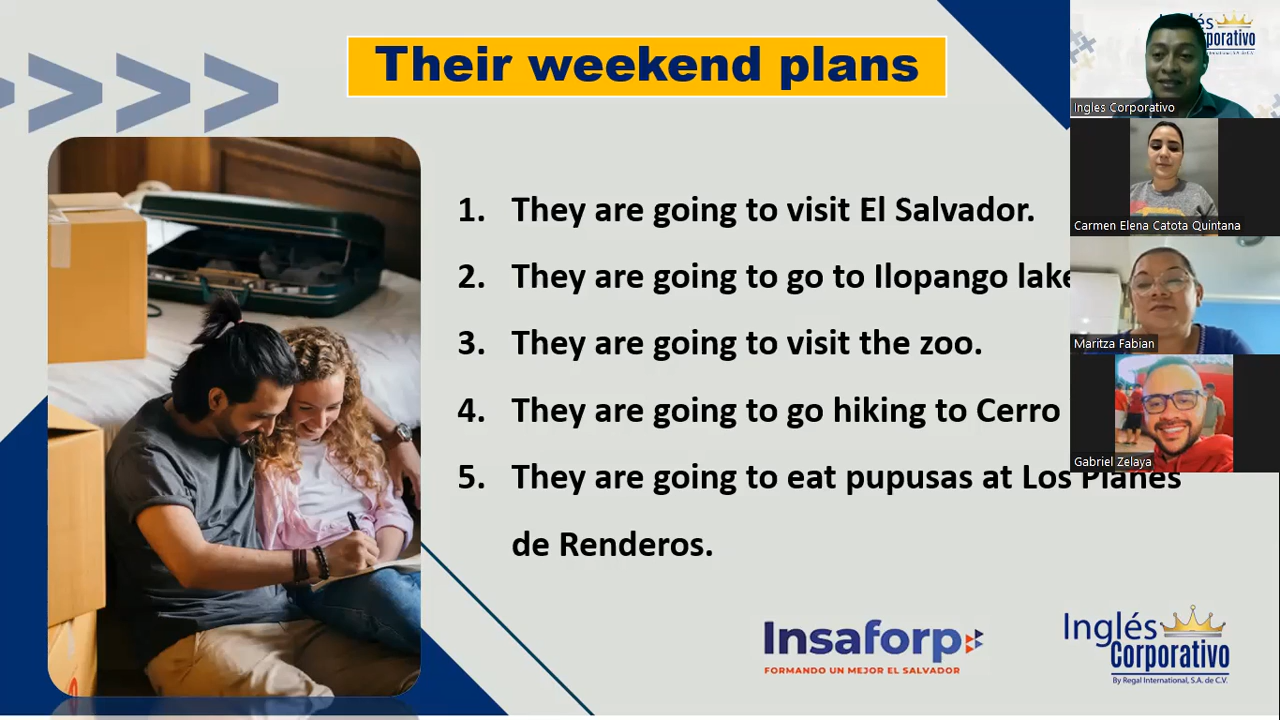 Their weekend plans
1. They are going to visit El Salvador.
2. They are going to go to Ilopango lake
3. They are going to visit the zoo.
4. They are going to go hiking to Cerro
5. They are going to eat pupusas at Los Planes
de Renderos.
Insaforp
FORMANDO UN MEJOR EL SALVADOR
Inglés
Corporativo
By Regal International, S.A. de C.V.
Ingles Corporativo
Carmen Elena Catota Quintana
Maritza Fabian
Gabriel Zelaya